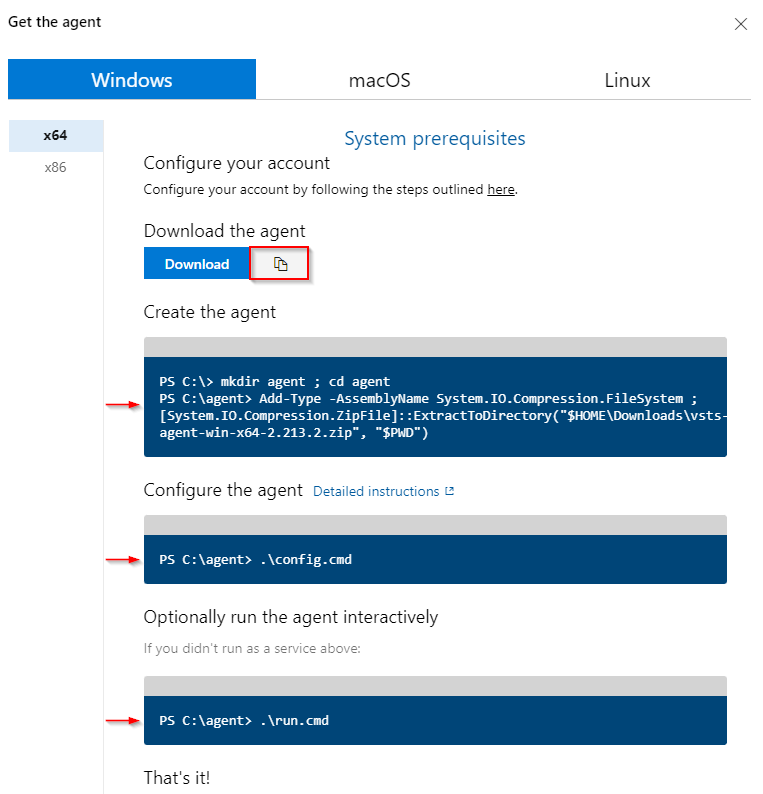 Get the agent
Windows
macOS
Linux
x64
x86
System prerequisites
Configure your account
Configure your account by following the steps outlined here.
Download the agent
Download
Create the agent
PS C:\> mkdir agent ; cd agent
PS C:\agent> Add-Type -AssemblyName System.IO.Compression.FileSystem ;
[System.IO.Compression.ZipFile]::ExtractToDirectory("$HOME\Downloads\vsts-
agent-win-x64-2.213.2.zip", "$PWD")
Configure the agent Detailed instructions
PS C:\agent> .\config.cmd
Optionally run the agent interactively
If you didn't run as a service above:
PS C:\agent> .\run.cmd
That's it!